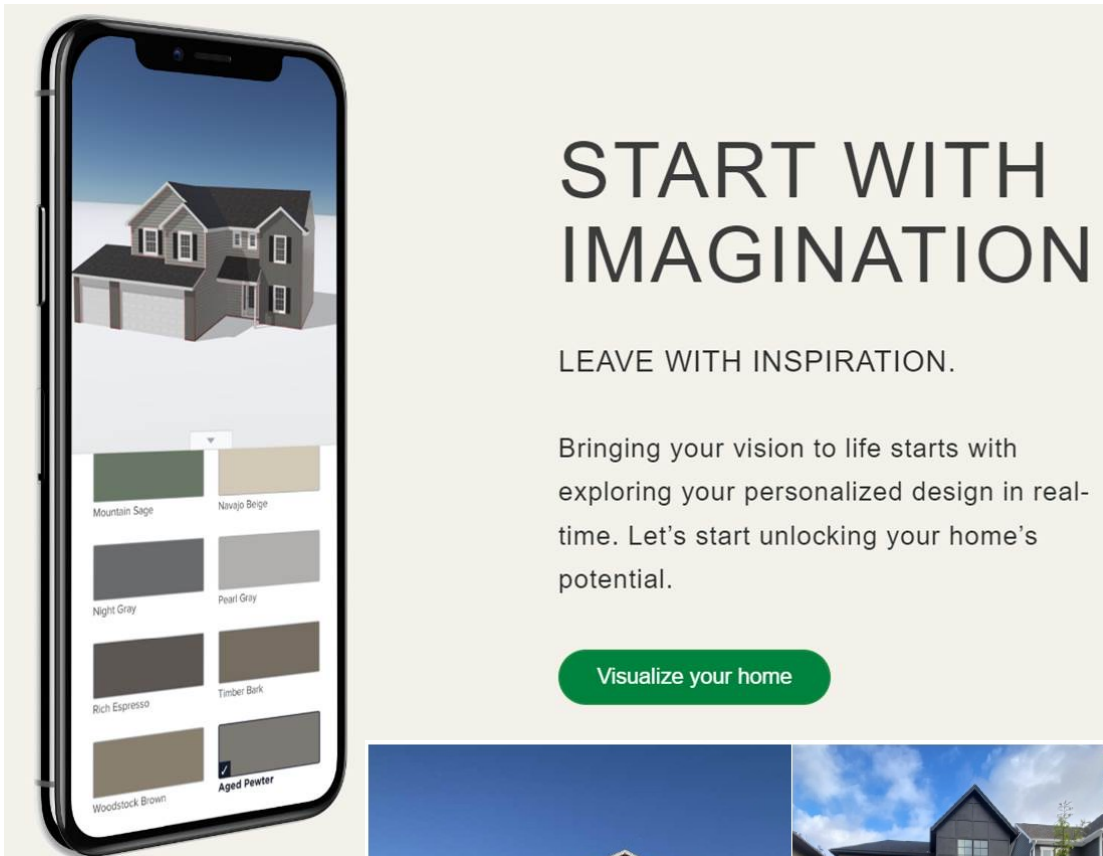 START WITH
IMAGINATION
LEAVE WITH INSPIRATION.
Bringing your vision to life starts with
exploring your personalized design in real-
time. Let’s start unlocking your home’s
potential.
Visualize your home
Mountain Sage
Navajo Beige
Night Gray
Pearl Gray
Rich Espresso
Timber Bark
Woodstock Brown
Aged Pewter